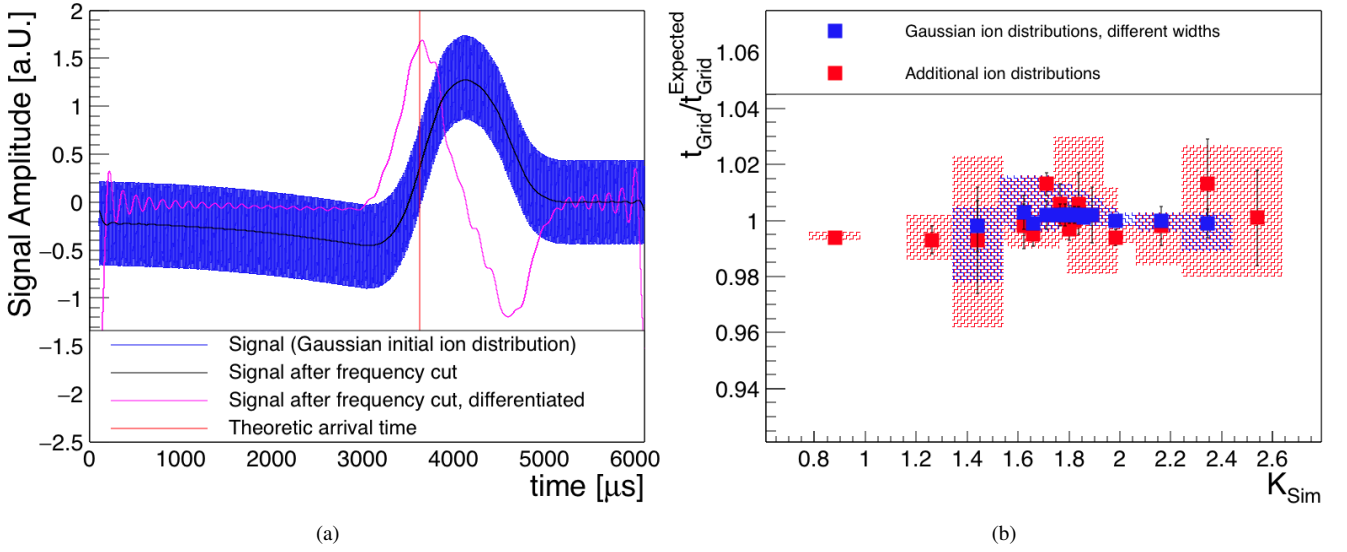 Signal Amplitude [a.U.]
2
1.5
1
0.5
0
−0.5
−1
−1.5
−2
−2.5
Signal (Gaussian initial ion distribution)
Signal after frequency cut
Signal after frequency cut, differentiated
Theoretic arrival time
0 1000 2000 3000 4000 5000 6000
time [μs]
(a)
t_Grid/t_Grid^Expected
Gaussian ion distributions, different widths
Additional ion distributions
1.06
1.04
1.02
1
0.98
0.96
0.94
0.8 1 1.2 1.4 1.6 1.8 2 2.2 2.4 2.6
K_Sim
(b)